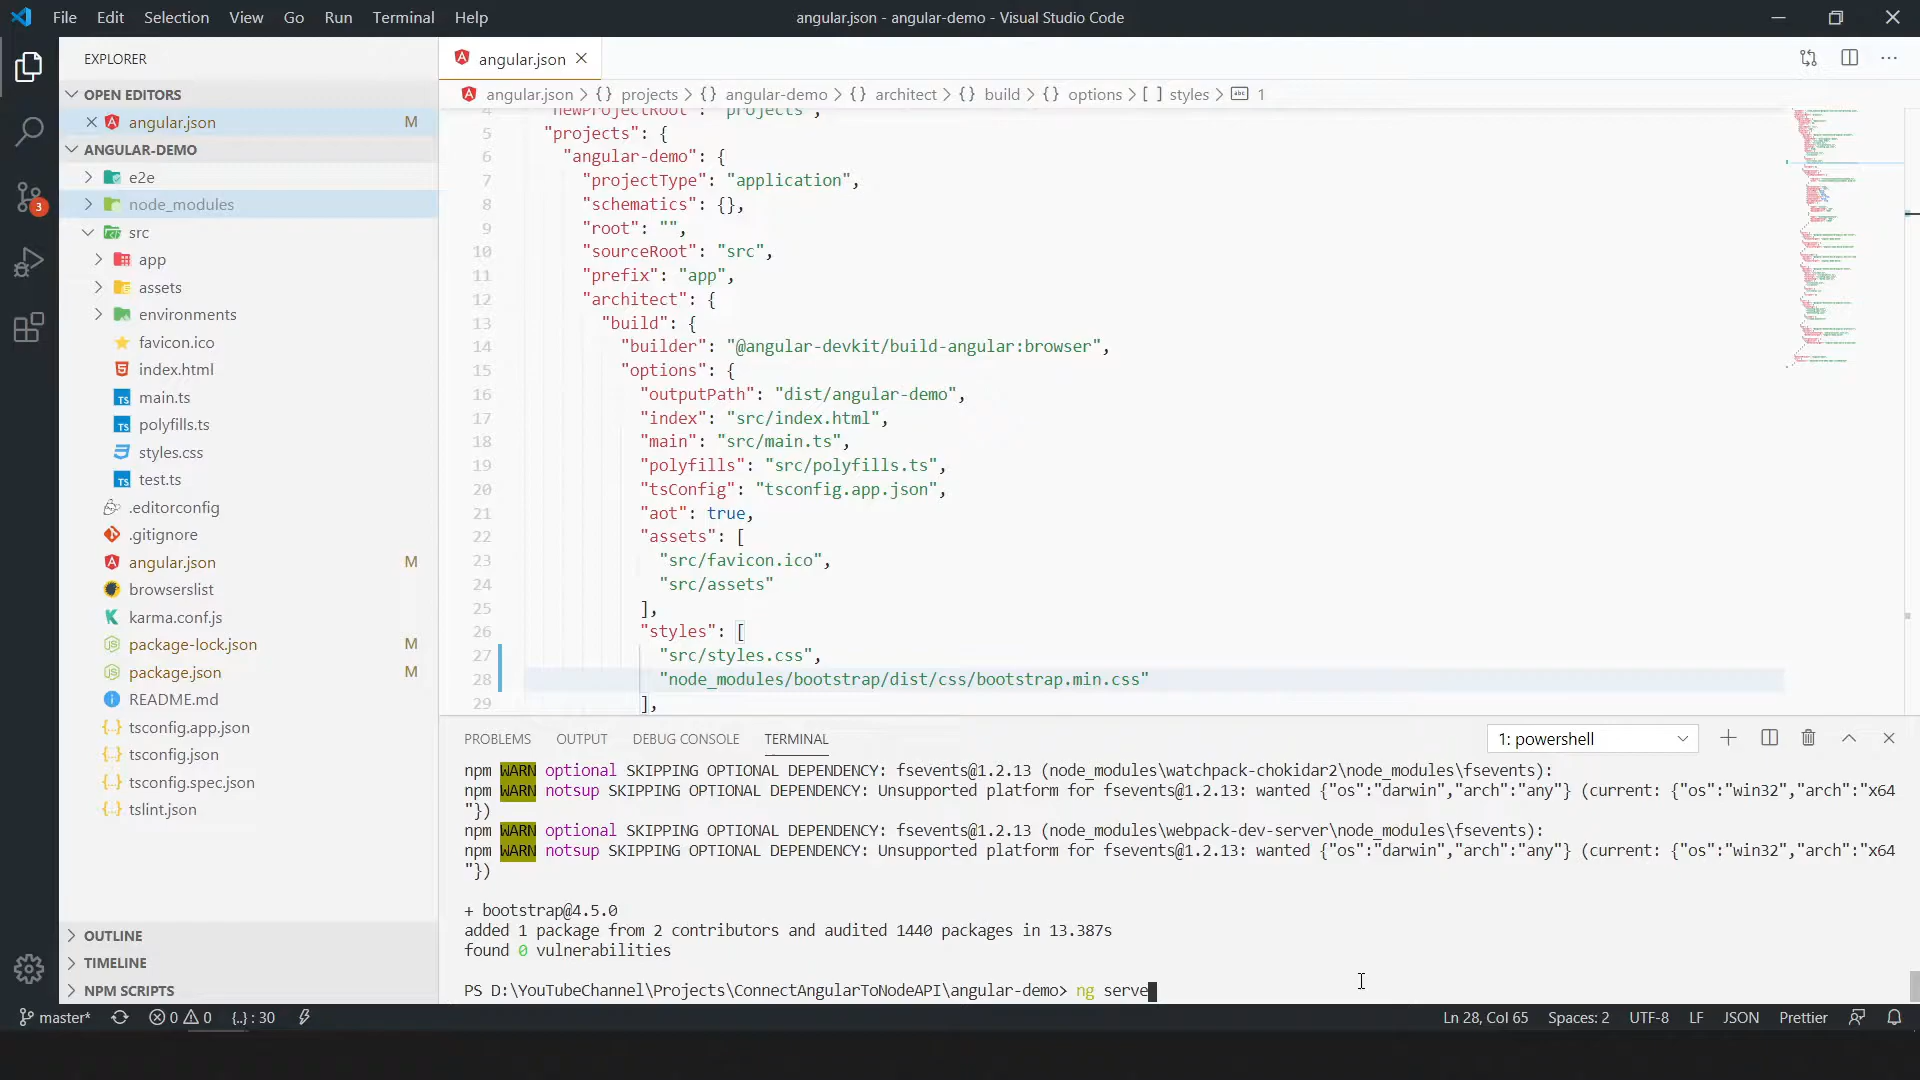 File Edit Selection View Go Run Terminal Help
angular.json - angular-demo - Visual Studio Code
EXPLORER
OPEN EDITORS
angular.json M
ANGULAR-DEMO
e2e
node_modules
src
app
assets
environments
favicon.ico
index.html
main.ts
polyfills.ts
styles.css
test.ts
.editorconfig
.gitignore
angular.json M
browserslist
karma.conf.js
package-lock.json M
package.json M
README.md
tsconfig.app.json
tsconfig.json
tsconfig.spec.json
tslint.json
OUTLINE
TIMELINE
NPM SCRIPTS
3
angular.json
angular.json > {} projects > {} angular-demo > {} architect > {} build > {} options > [ ] styles > abc 1
4 "newProjectRoot": "projects",
5 "projects": {
6 "angular-demo": {
7 "projectType": "application",
8 "schematics": {},
9 "root": "",
10 "sourceRoot": "src",
11 "prefix": "app",
12 "architect": {
13 "build": {
14 "builder": "@angular-devkit/build-angular:browser",
15 "options": {
16 "outputPath": "dist/angular-demo",
17 "index": "src/index.html",
18 "main": "src/main.ts",
19 "polyfills": "src/polyfills.ts",
20 "tsConfig": "tsconfig.app.json",
21 "aot": true,
22 "assets": [
23 "src/favicon.ico",
24 "src/assets"
25 ],
26 "styles": [
27 "src/styles.css",
28 "node_modules/bootstrap/dist/css/bootstrap.min.css"
29 ],
PROBLEMS OUTPUT DEBUG CONSOLE TERMINAL 1: powershell
npm WARN optional SKIPPING OPTIONAL DEPENDENCY: fsevents@1.2.13 (node_modules\watchpack-chokidar2\node_modules\fsevents):
npm WARN notsup SKIPPING OPTIONAL DEPENDENCY: Unsupported platform for fsevents@1.2.13: wanted {"os":"darwin","arch":"any"} (current: {"os":"win32","arch":"x64
"})
npm WARN optional SKIPPING OPTIONAL DEPENDENCY: fsevents@1.2.13 (node_modules\webpack-dev-server\node_modules\fsevents):
npm WARN notsup SKIPPING OPTIONAL DEPENDENCY: Unsupported platform for fsevents@1.2.13: wanted {"os":"darwin","arch":"any"} (current: {"os":"win32","arch":"x64
"})
+ bootstrap@4.5.0
added 1 package from 2 contributors and audited 1440 packages in 13.387s
found 0 vulnerabilities
PS D:\YouTubeChannel\Projects\ConnectAngularToNodeAPI\angular-demo> ng serve
master* 0 0 {..} : 30 Ln 28, Col 65 Spaces: 2 UTF-8 LF JSON Prettier